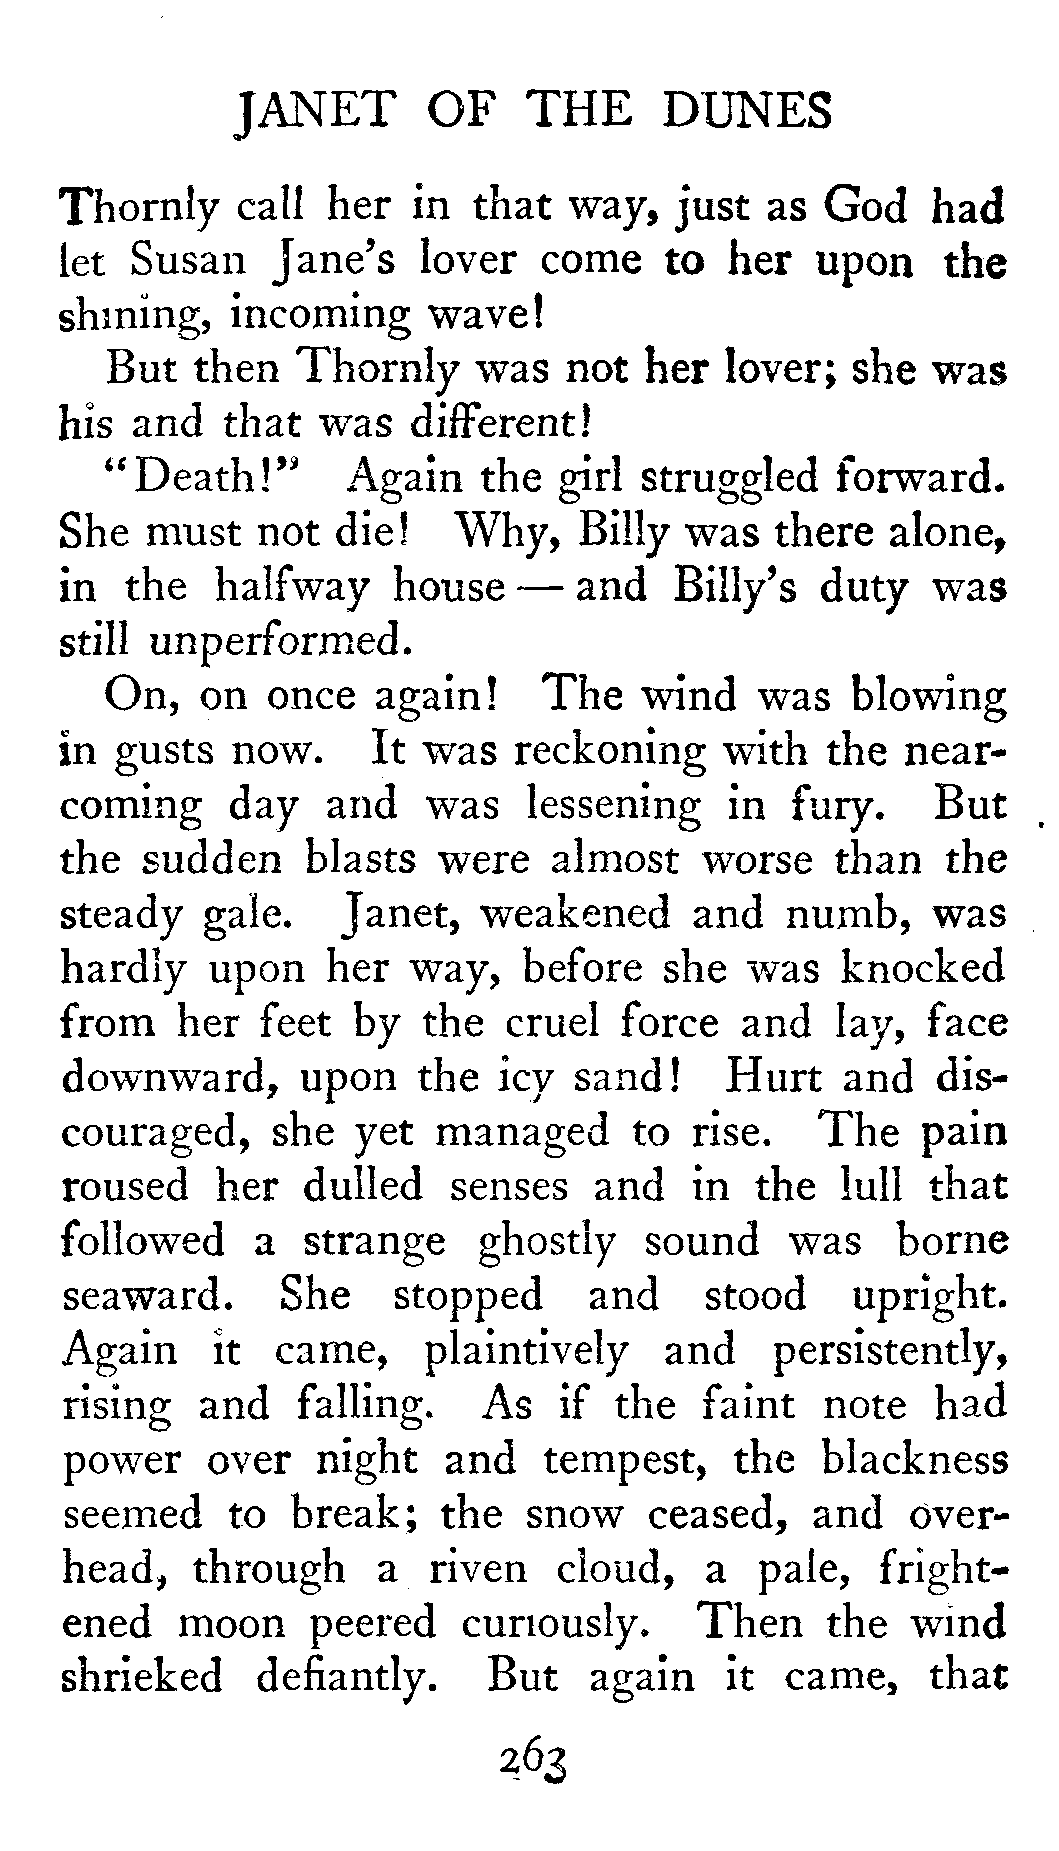 JANET OF THE DUNES
Thornly call her in that way, just as God had
let Susan Jane's lover come to her upon the
shining, incoming wave!
But then Thornly was not her lover; she was
his and that was different!
"Death!" Again the girl struggled forward.
She must not die! Why, Billy was there alone,
in the halfway house — and Billy's duty was
still unperformed.
On, on once again! The wind was blowing
in gusts now. It was reckoning with the near-
coming day and was lessening in fury. But
the sudden blasts were almost worse than the
steady gale. Janet, weakened and numb, was
hardly upon her way, before she was knocked
from her feet by the cruel force and lay, face
downward, upon the icy sand! Hurt and dis-
couraged, she yet managed to rise. The pain
roused her dulled senses and in the lull that
followed a strange ghostly sound was borne
seaward. She stopped and stood upright.
Again it came, plaintively and persistently,
rising and falling. As if the faint note had
power over night and tempest, the blackness
seemed to break; the snow ceased, and over-
head, through a riven cloud, a pale, fright-
ened moon peered curiously. Then the wind
shrieked defiantly. But again it came, that
263